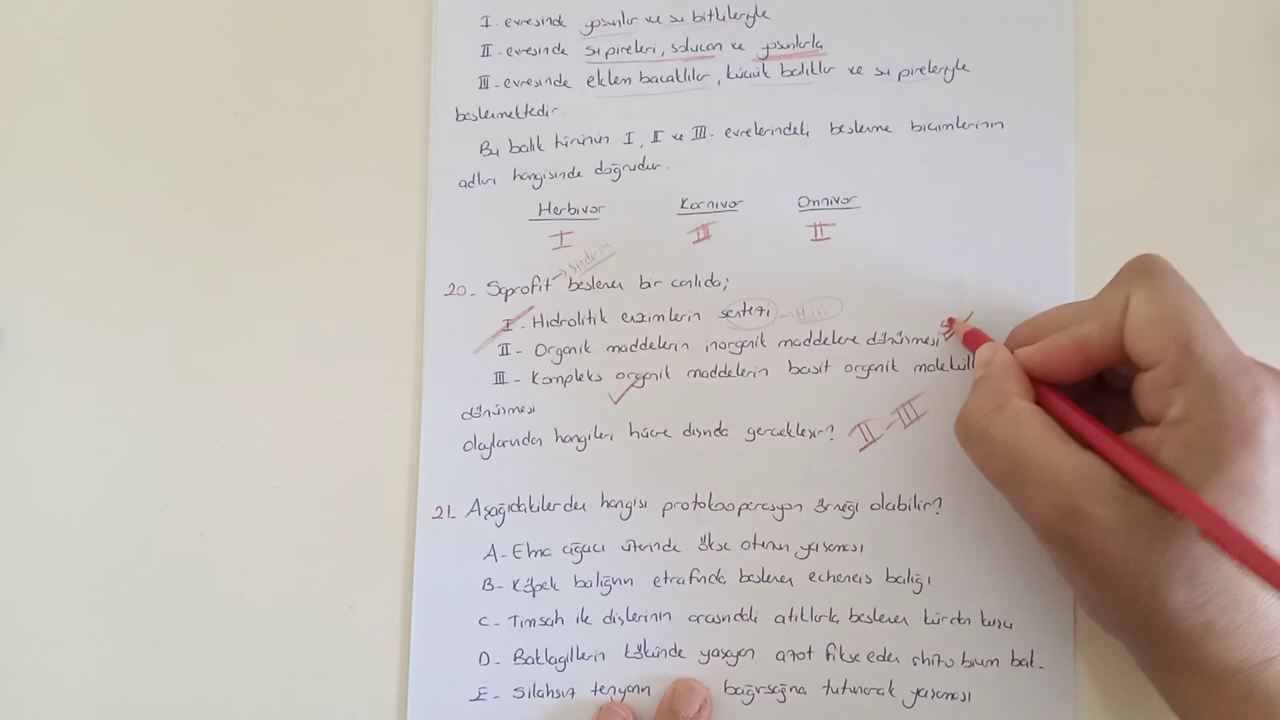 I. evresinde yosunlar ve su bitkileriyle
II- evresinde su pireleri, solucan ve yosunlarla
III- evresinde eklem bacaklılar, küçük balıklar ve su pireleriyle
beslenmektedir.
Bu balık türünün I, II ve III. evrelerindeki beslenme biçimlerinin
adları hangisinde doğrudur.
Herbivor Karnivor Omnivor
I III II
20- Saprofit → sindirim beslenen bir canlıda;
I- Hidrolitik enzimlerin sentezi →
II- Organik maddelerin inorganik maddelere dönüşmesi
III- Kompleks organik maddelerin basit organik molekül
dönüşmesi
olaylarından hangileri hücre dışında gerçekleşir? II-III
21- Aşağıdakilerden hangisi protokooperasyon örneği olabilir?
A- Elma ağacı üzerinde ökse otunun yaşaması
B- Köpek balığının etrafında beslenen echeneis balığı
C- Timsah ile dişlerinin arasındaki atıklarla beslenen kürdan kuşu
D- Baklagillerin kökünde yaşayan azot fikse eden rhizobium bak.
E- Silahsız tenyanın bağırsağına tutunarak yaşaması